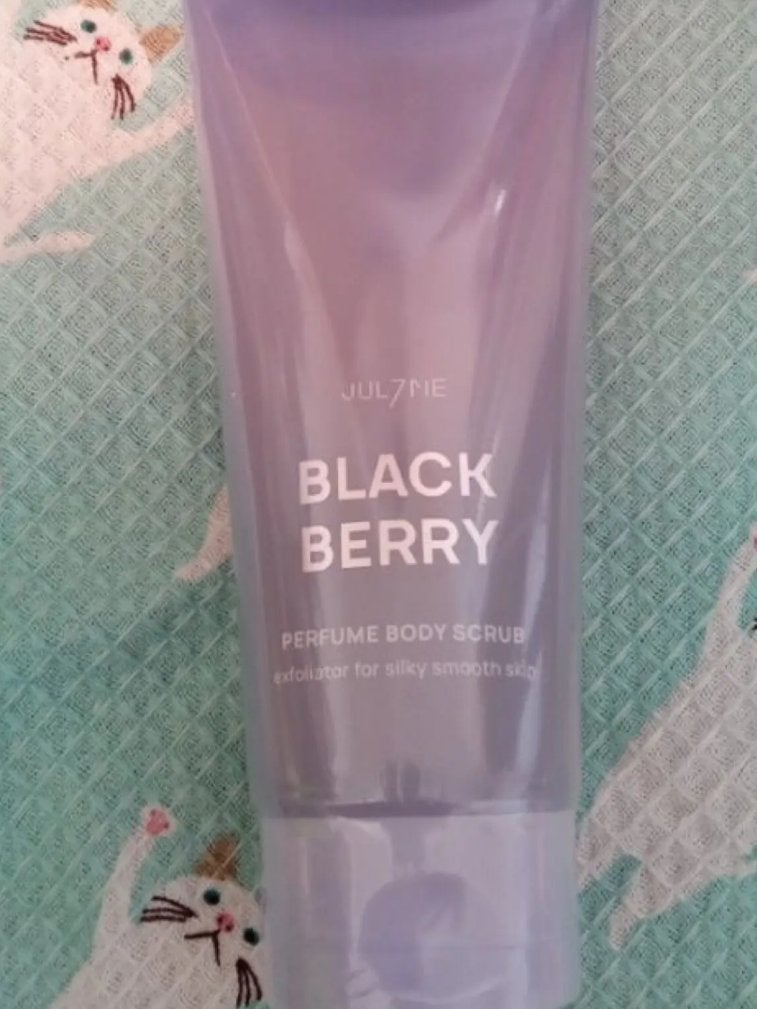 JUL7ME
BLACK
BERRY
PERFUME BODY SCRUB
exfoliator for silky smooth skin